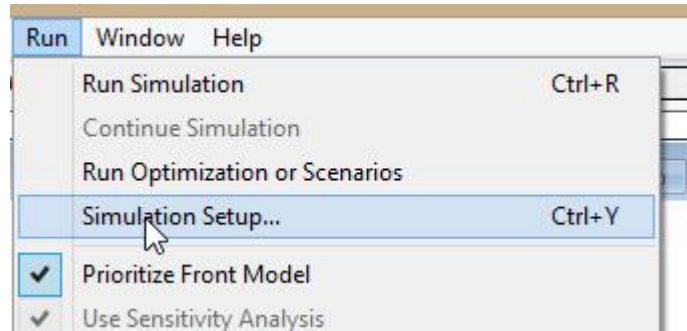 Run Window Help
Run Simulation Ctrl+R
Continue Simulation
Run Optimization or Scenarios
Simulation Setup... Ctrl+Y
Prioritize Front Model
Use Sensitivity Analysis